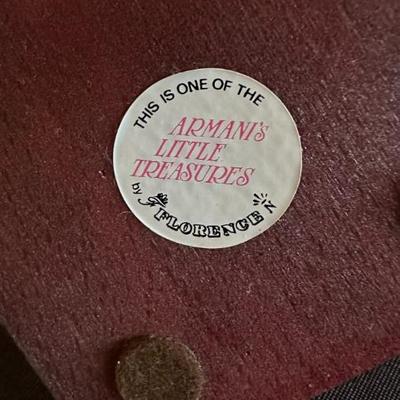 THIS IS ONE OF THE
ARMANI'S
LITTLE
TREASURES
by FLORENCE